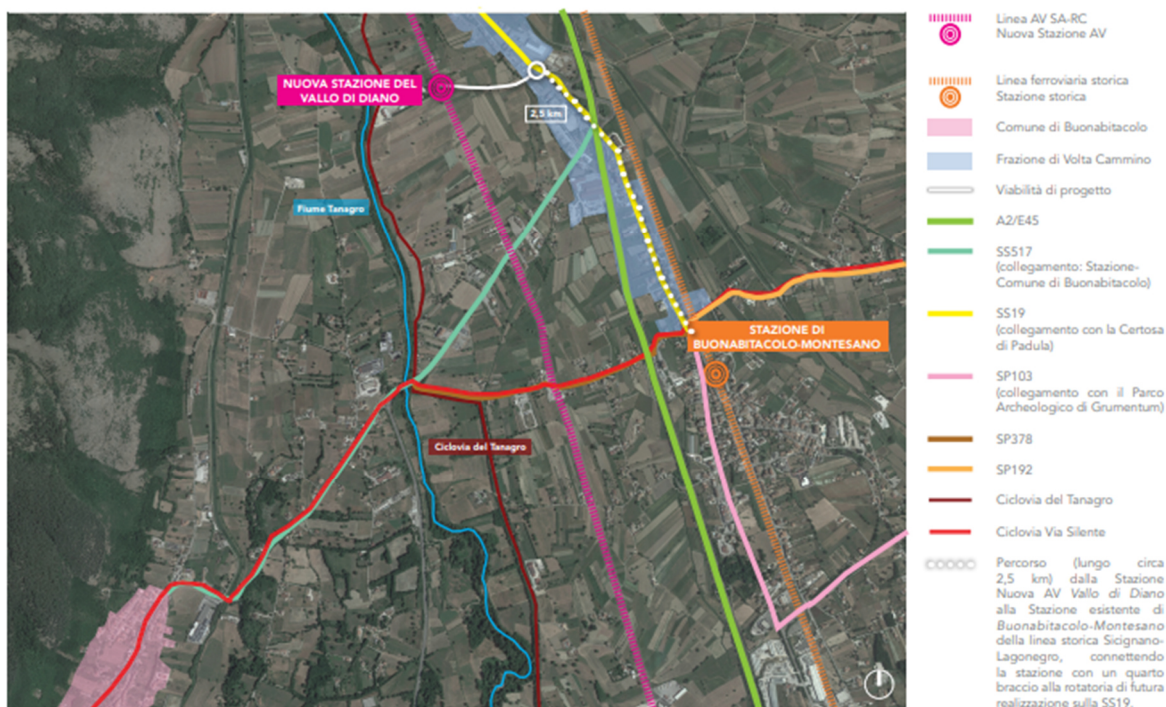 NUOVA STAZIONE DEL
VALLO DI DIANO
2,5 km
Fiume Tanagro
STAZIONE DI
BUONABITACOLO-MONTESANO
Ciclovia del Tanagro
Linea AV SA-RC
Nuova Stazione AV
Linea ferroviaria storica
Stazione storica
Comune di Buonabitacolo
Frazione di Volta Cammino
Viabilità di progetto
A2/E45
SS517
(collegamento: Stazione-
Comune di Buonabitacolo)
SS19
(collegamento con la Certosa
di Padula)
SP103
(collegamento con il Parco
Archeologico di Grumentum)
SP378
SP192
Ciclovia del Tanagro
Ciclovia Via Silente
Percorso (lungo circa
2,5 km) dalla Stazione
Nuova AV Vallo di Diano
alla Stazione esistente di
Buonabitacolo-Montesano
della linea storica Sicignano-
Lagonegro, connettendo
la stazione con un quarto
braccio alla rotatoria di futura
realizzazione sulla SS19.